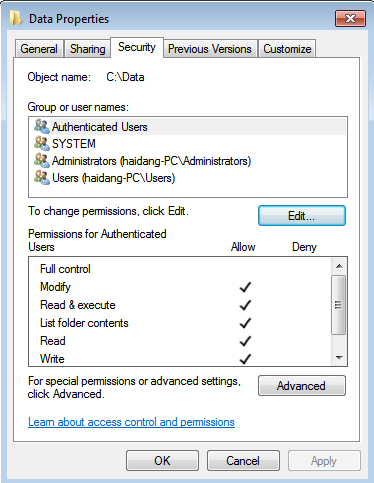 Data Properties
General Sharing Security Previous Versions Customize
Object name: C:\Data
Group or user names:
Authenticated Users
SYSTEM
Administrators (haidang-PC\Administrators)
Users (haidang-PC\Users)
To change permissions, click Edit. Edit...
Permissions for Authenticated
Users Allow Deny
Full control
Modify
Read & execute
List folder contents
Read
Write
For special permissions or advanced settings,
click Advanced. Advanced
Learn about access control and permissions
OK Cancel Apply